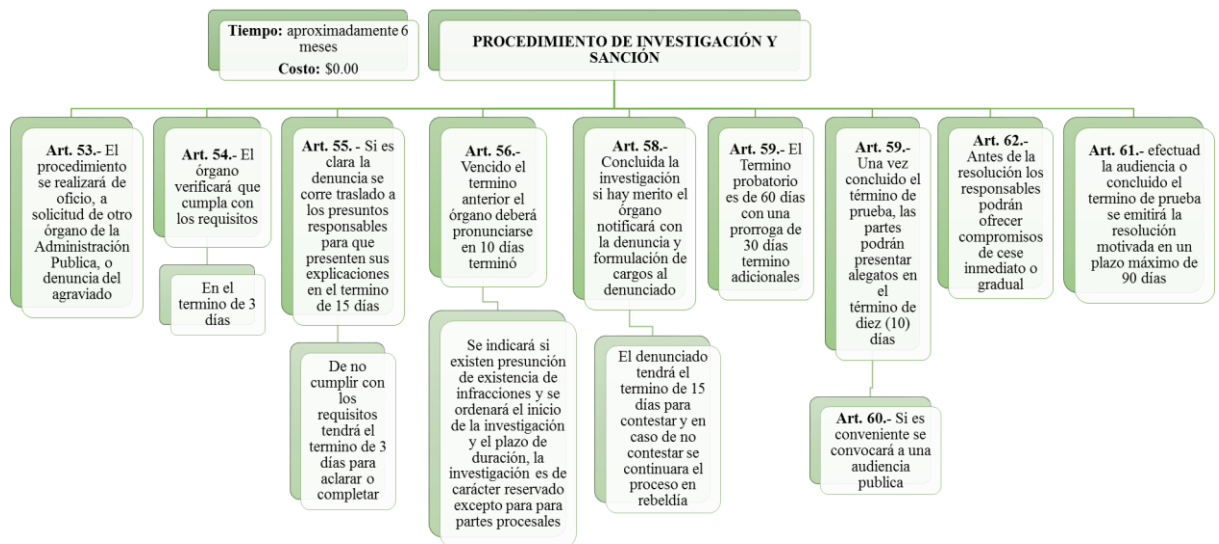 Tiempo: aproximadamente 6
meses
Costo: $0.00
PROCEDIMIENTO DE INVESTIGACIÓN Y
SANCIÓN
Art. 53.- El
procedimiento
se realizará de
oficio, a
solicitud de otro
órgano de la
Administración
Publica, o
denuncia del
agraviado
Art. 54.- El
órgano
verificará que
cumpla con
los requisitos
En el
termino de 3
días
Art. 55. - Si es
clara la
denuncia se
corre traslado a
los presuntos
responsables
para que
presenten sus
explicaciones
en el termino
de 15 días
De no
cumplir con
los
requisitos
tendrá el
termino de 3
días para
aclarar o
completar
Art. 56.-
Vencido el
termino
anterior el
órgano deberá
pronunciarse
en 10 días
terminó
Se indicará si
existen presunción
de existencia de
infracciones y se
ordenará el inicio
de la investigación
y el plazo de
duración, la
investigación es de
carácter reservado
excepto para para
partes procesales
Art. 58.-
Concluida la
investigación
si hay merito el
órgano
notificará con
la denuncia y
formulación de
cargos al
denunciado
El denunciado
tendrá el
termino de 15
días para
contestar y en
caso de no
contestar se
continuara el
proceso en
rebeldía
Art. 59.- El
Termino
probatorio
es de 60 días
con una
prorroga de
30 días
termino
adicionales
Art. 59.-
Una vez
concluido el
término de
prueba, las
partes podrán
presentar
alegatos en
el
término de
diez (10)
días
Art. 60.- Si es
conveniente se
convocará a una
audiencia
publica
Art. 62.-
Antes de la
resolución los
responsables
podrán
ofrecer
compromisos
de cese
inmediato o
gradual
Art. 61.- efectuad
la audiencia o
concluido el
termino de prueba
se emitirá la
resolución
motivada en un
plazo máximo de
90 días